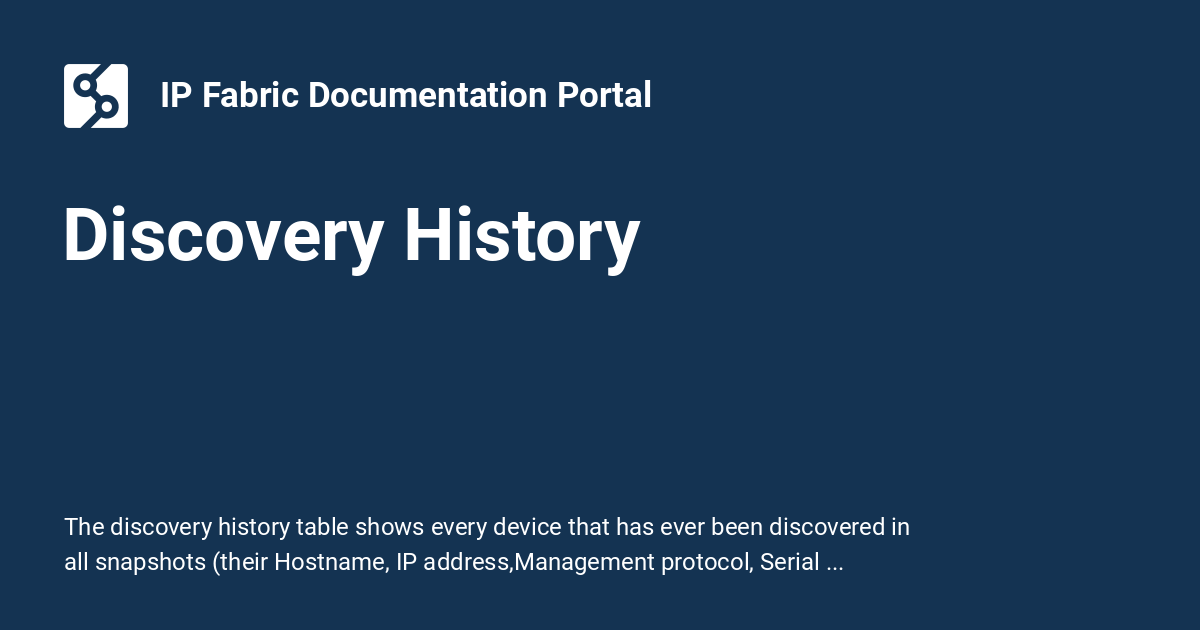 IP Fabric Documentation Portal
Discovery History
The discovery history table shows every device that has ever been discovered in
all snapshots (their Hostname, IP address,Management protocol, Serial ...